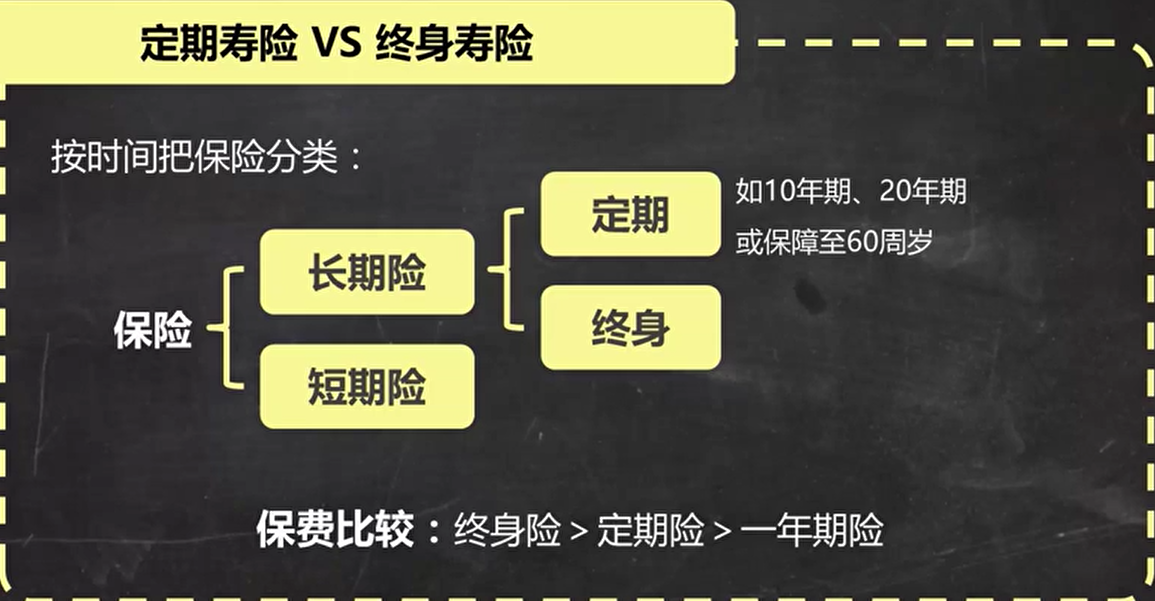 定期寿险 VS 终身寿险
按时间把保险分类：
保险
长期险
短期险
定期
终身
如10年期、20年期
或保障至60周岁
保费比较：终身险＞定期险＞一年期险